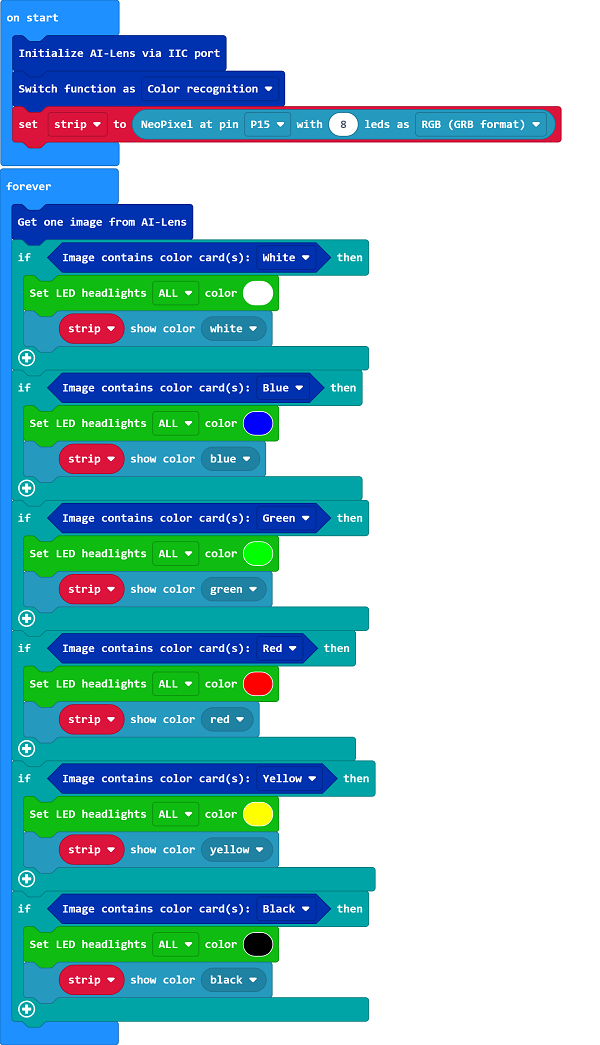 on start
Initialize AI-Lens via IIC port
Switch function as Color recognition
set strip to NeoPixel at pin P15 with 8 leds as RGB (GRB format)
forever
Get one image from AI-Lens
if Image contains color card(s): White then
Set LED headlights ALL color
strip show color white
if Image contains color card(s): Blue then
Set LED headlights ALL color
strip show color blue
if Image contains color card(s): Green then
Set LED headlights ALL color
strip show color green
if Image contains color card(s): Red then
Set LED headlights ALL color
strip show color red
if Image contains color card(s): Yellow then
Set LED headlights ALL color
strip show color yellow
if Image contains color card(s): Black then
Set LED headlights ALL color
strip show color black